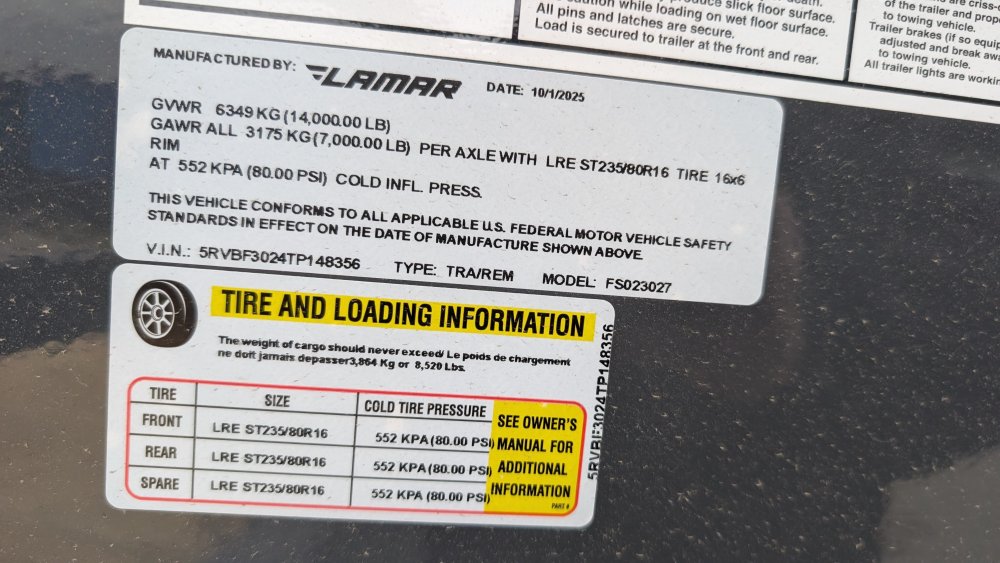 produce slick floor surface.
caution while loading on wet floor surface.
All pins and latches are secure.
Load is secured to trailer at the front and rear.
are criss-c
of the trailer and prop
to towing vehicle.
Trailer brakes (if so equip
adjusted and break awa
to towing vehicle.
All trailer lights are workin
MANUFACTURED BY: LAMAR DATE: 10/1/2025
GVWR 6349 KG (14,000.00 LB)
GAWR ALL 3175 KG (7,000.00 LB) PER AXLE WITH LRE ST235/80R16 TIRE 16x6
RIM
AT 552 KPA (80.00 PSI) COLD INFL. PRESS.
THIS VEHICLE CONFORMS TO ALL APPLICABLE U.S. FEDERAL MOTOR VEHICLE SAFETY
STANDARDS IN EFFECT ON THE DATE OF MANUFACTURE SHOWN ABOVE.
V.I.N.: 5RVBF3024TP148356 TYPE: TRA/REM MODEL: FS023027
TIRE AND LOADING INFORMATION
The weight of cargo should never exceed/ Le poids de chargement
ne doit jamais depasser3,864 Kg or 8,520 Lbs.
TIRE SIZE COLD TIRE PRESSURE
FRONT LRE ST235/80R16 552 KPA (80.00 PSI)
REAR LRE ST235/80R16 552 KPA (80.00 PSI)
SPARE LRE ST235/80R16 552 KPA (80.00 PSI)
SEE OWNER'S
MANUAL FOR
ADDITIONAL
INFORMATION
PART #
5RVBF3024TP148356